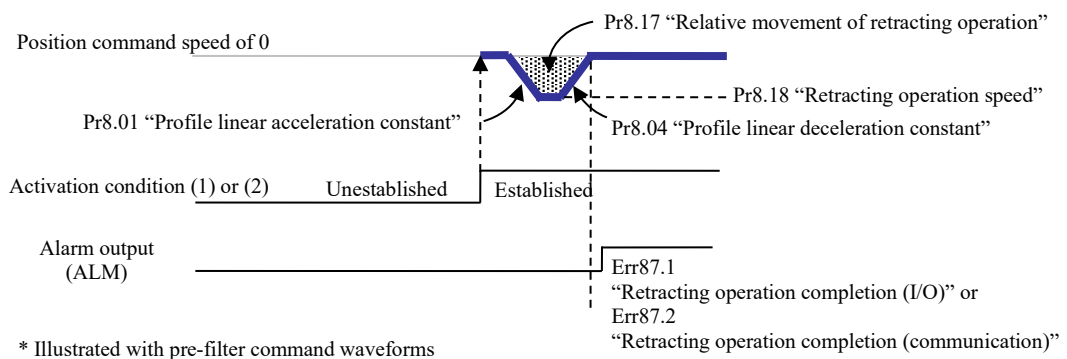 Pr8.17 “Relative movement of retracting operation”
Position command speed of 0
Pr8.18 “Retracting operation speed”
Pr8.01 “Profile linear acceleration constant”
Pr8.04 “Profile linear deceleration constant”
Activation condition (1) or (2)
Unestablished
Established
Alarm output
(ALM)
Err87.1
“Retracting operation completion (I/O)” or
Err87.2
“Retracting operation completion (communication)”
* Illustrated with pre-filter command waveforms